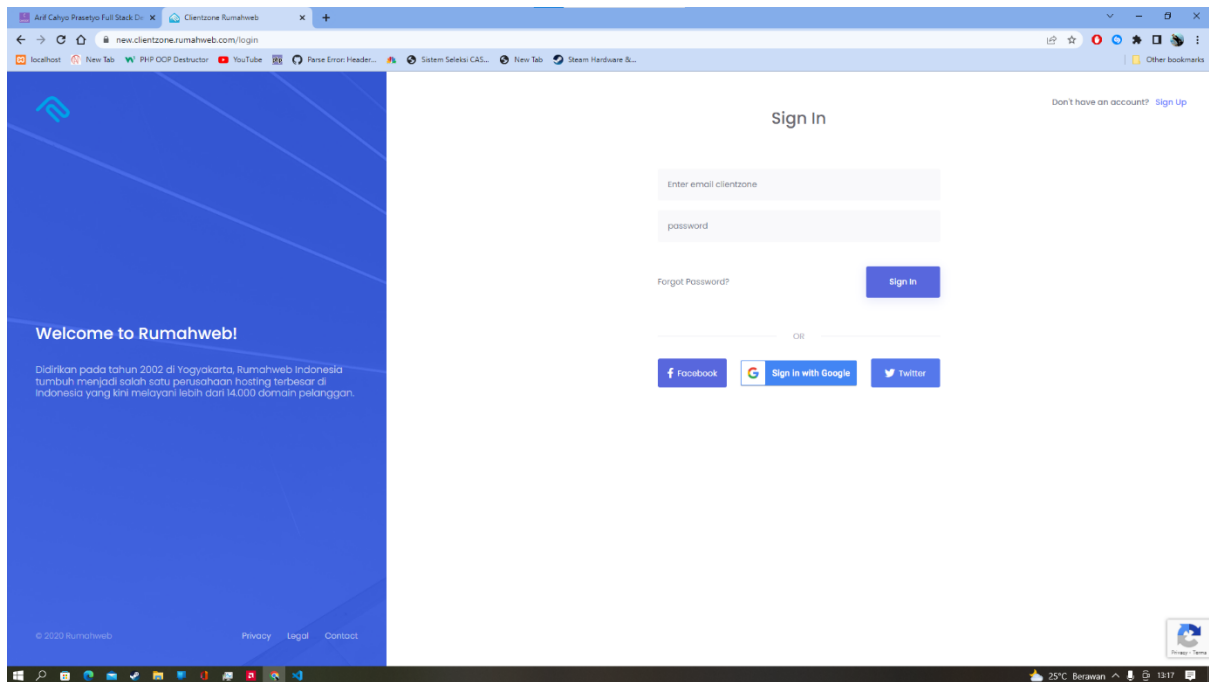 Arif Cahyo Prasetyo Full Stack De
Clientzone Rumahweb
new.clientzone.rumahweb.com/login
localhost
New Tab
PHP OOP Destructor
YouTube
Parse Error: Header...
Sistem Seleksi CAS...
New Tab
Steam Hardware &...
Other bookmarks
Don't have an account? Sign Up
Sign In
Enter email clientzone
password
Forgot Password?
Sign In
OR
Facebook
Sign in with Google
Twitter
Welcome to Rumahweb!
Didirikan pada tahun 2002 di Yogyakarta, Rumahweb Indonesia
tumbuh menjadi salah satu perusahaan hosting terbesar di
Indonesia yang kini melayani lebih dari 14.000 domain pelanggan.
© 2020 Rumahweb
Privacy
Legal
Contact
Privacy - Terms
25°C Berawan
13:17